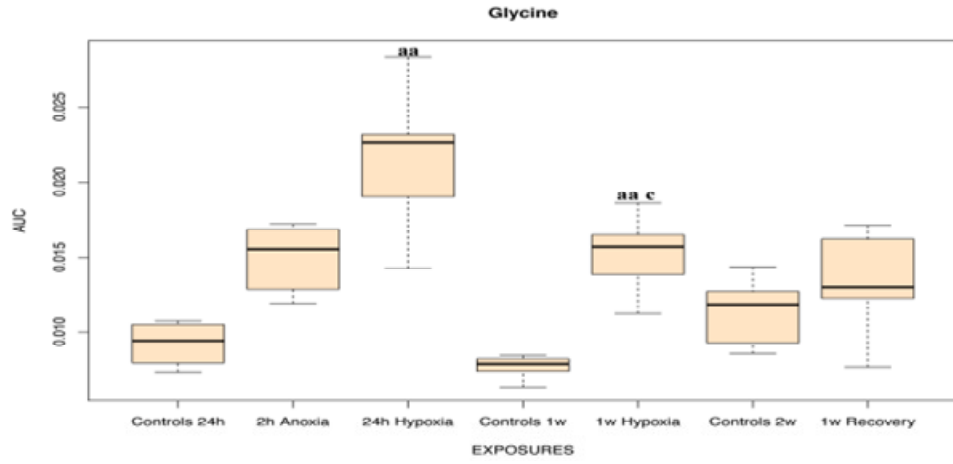 Glycine
aa
aa c
AUC
0.025
0.020
0.015
0.010
Controls 24h
2h Anoxia
24h Hypoxia
Controls 1w
1w Hypoxia
Controls 2w
1w Recovery
EXPOSURES